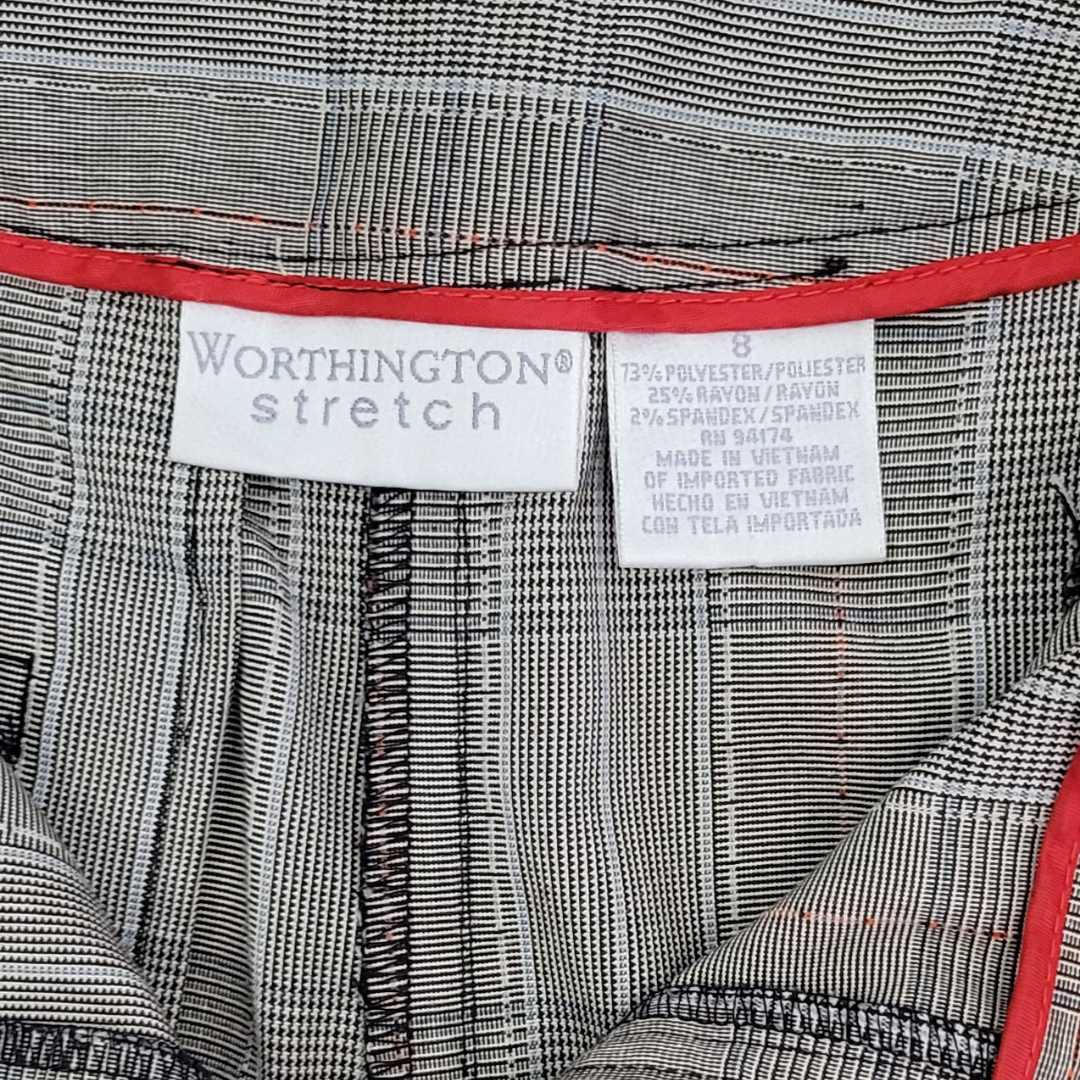 WORTHINGTON®
stretch
8
73% POLYESTER/POLIESTER
25% RAYON/RAYON
2% SPANDEX/SPANDEX
RN 94174
MADE IN VIETNAM
OF IMPORTED FABRIC
HECHO EN VIETNAM
CON TELA IMPORTADA